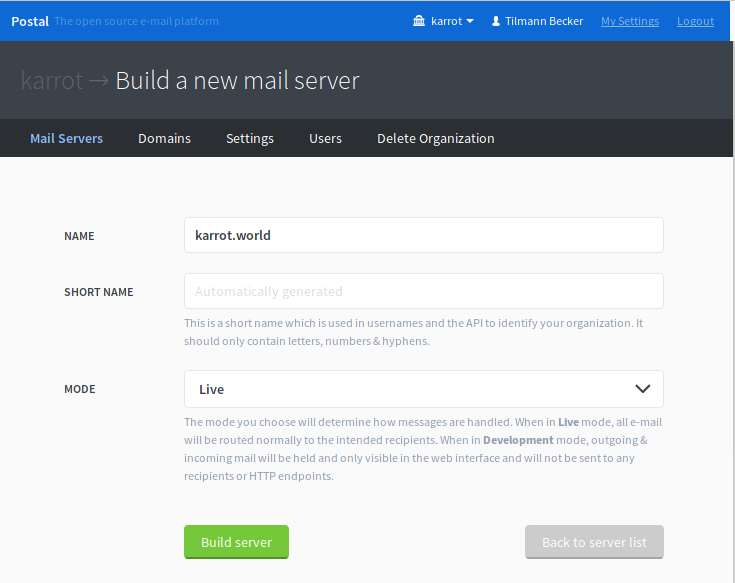 Postal The open source e-mail platform karrot Tilmann Becker My Settings Logout
karrot → Build a new mail server
Mail Servers Domains Settings Users Delete Organization
NAME karrot.world
SHORT NAME Automatically generated
This is a short name which is used in usernames and the API to identify your organization. It
should only contain letters, numbers & hyphens.
MODE Live
The mode you choose will determine how messages are handled. When in Live mode, all e-mail
will be routed normally to the intended recipients. When in Development mode, outgoing &
incoming mail will be held and only visible in the web interface and will not be sent to any
recipients or HTTP endpoints.
Build server Back to server list